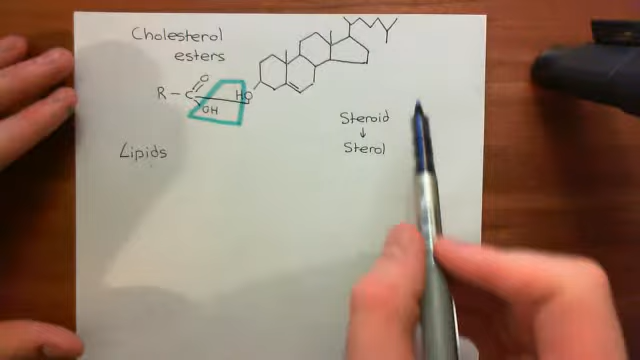 Cholesterol
esters
R-C
O
OH
HO
Steroid
↓
Sterol
Lipids